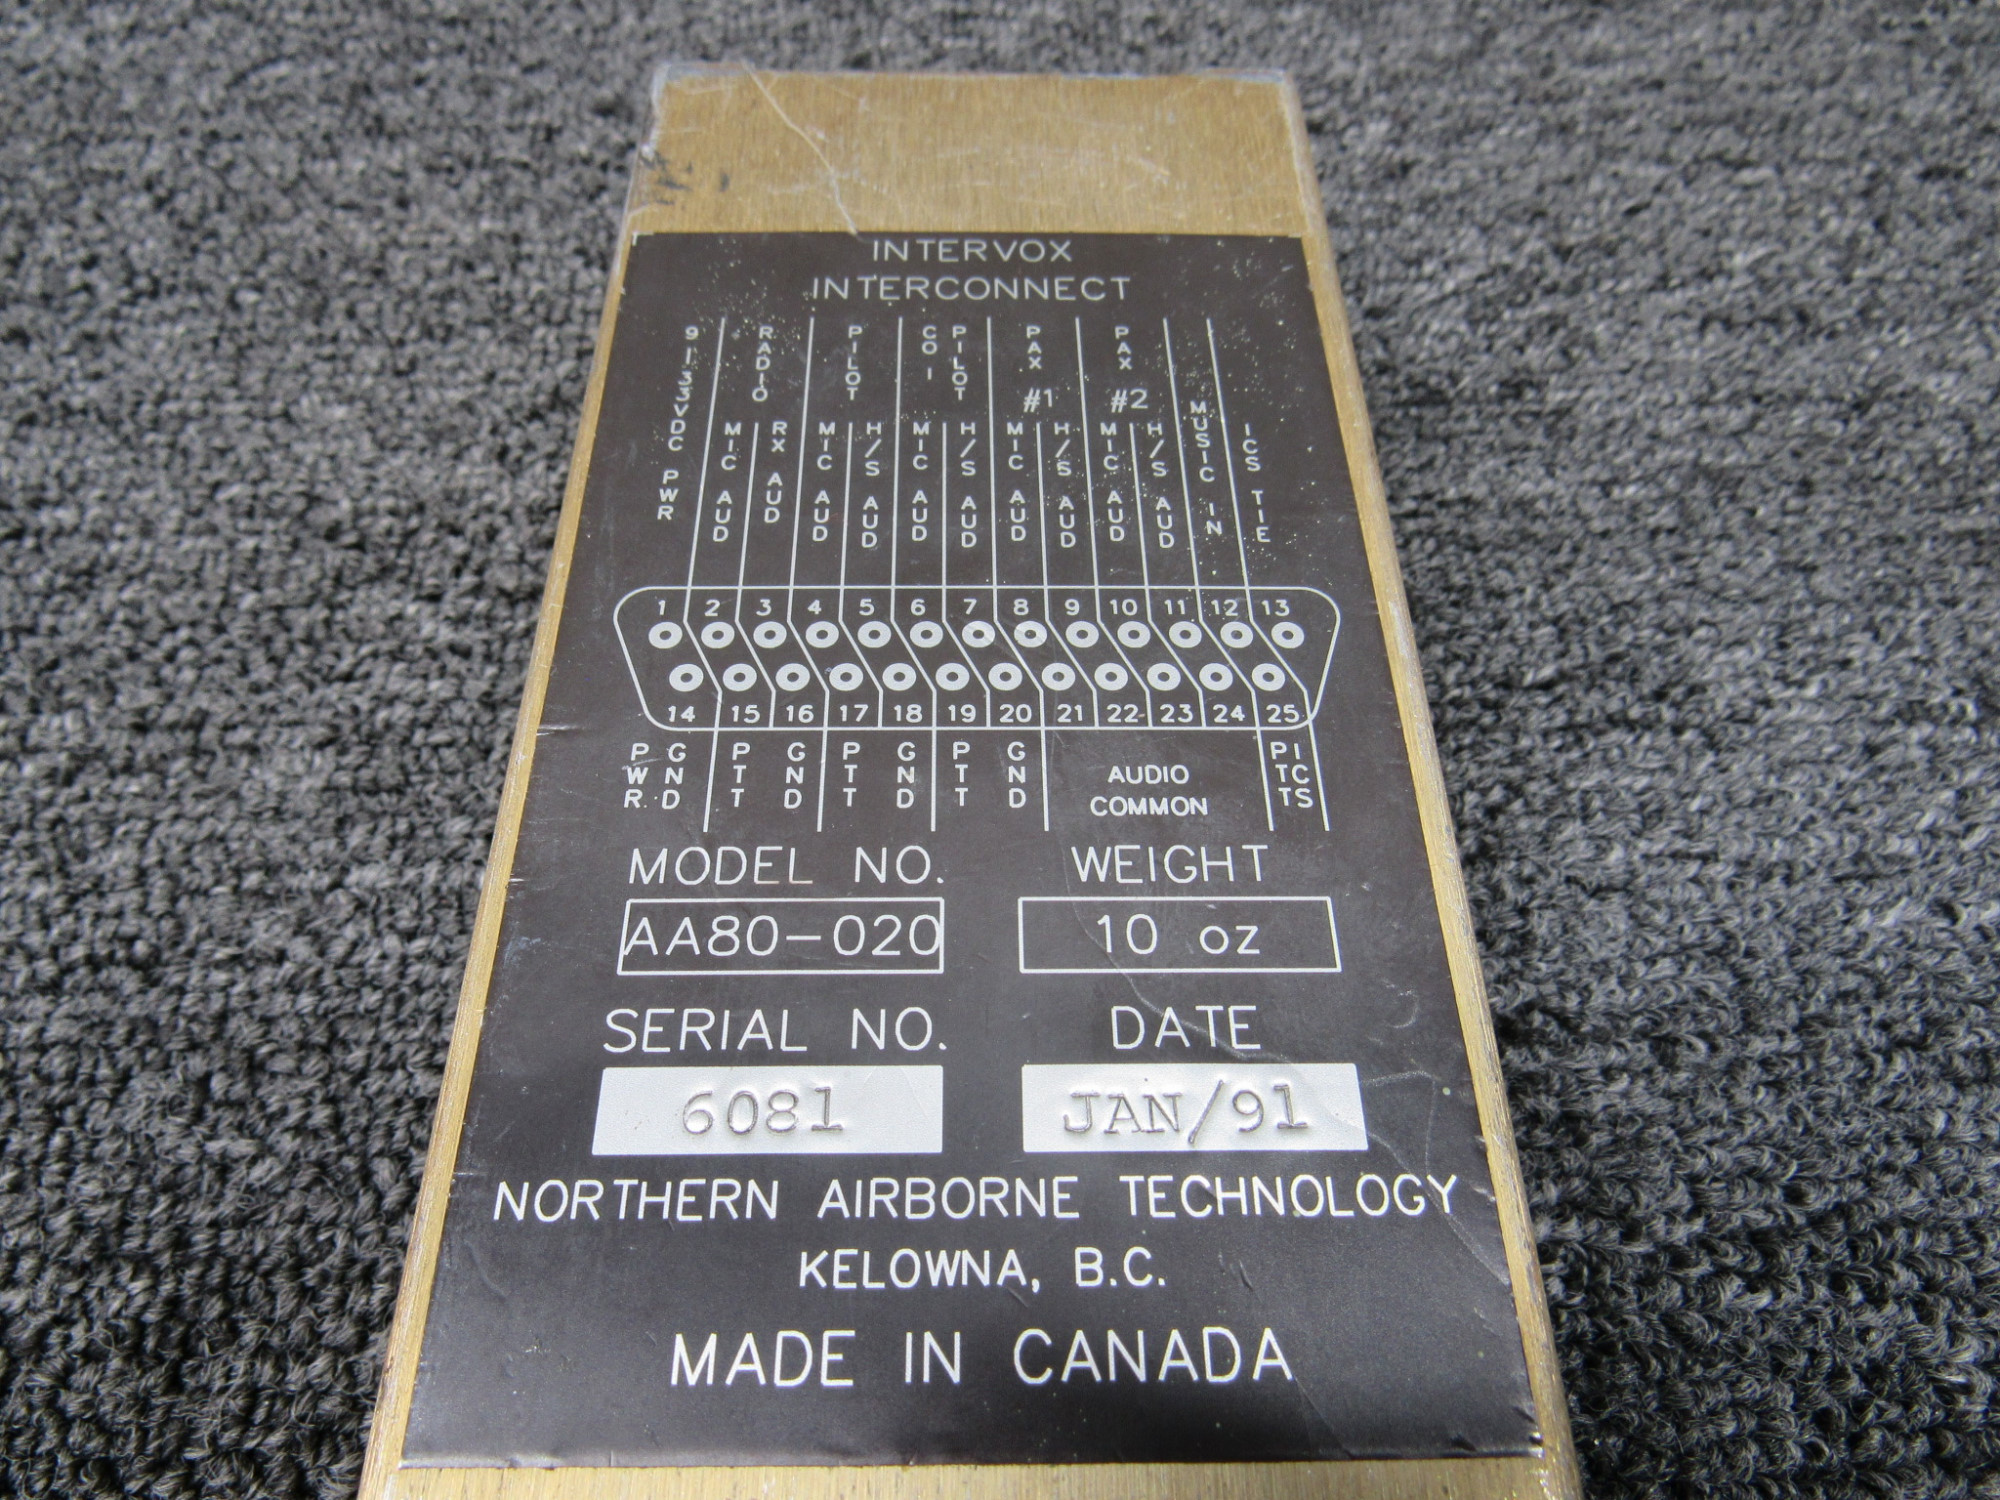 INTERVOX
INTERCONNECT
RADIO PILOT CO-PILOT PAX #1 PAX #2
PWR MIC AUD RX AUD MIC AUD H/S AUD MIC AUD H/S AUD MIC AUD H/S AUD MIC AUD H/S AUD MUSIC IN ICS TIE
1 2 3 4 5 6 7 8 9 10 11 12 13
14 15 16 17 18 19 20 21 22 23 24 25
PWR. GND PTT GND PTT GND PTT GND AUDIO COMMON PTT ICS
MODEL NO. WEIGHT
AA80-020 10 oz
SERIAL NO. DATE
6081 JAN/91
NORTHERN AIRBORNE TECHNOLOGY
KELOWNA, B.C.
MADE IN CANADA